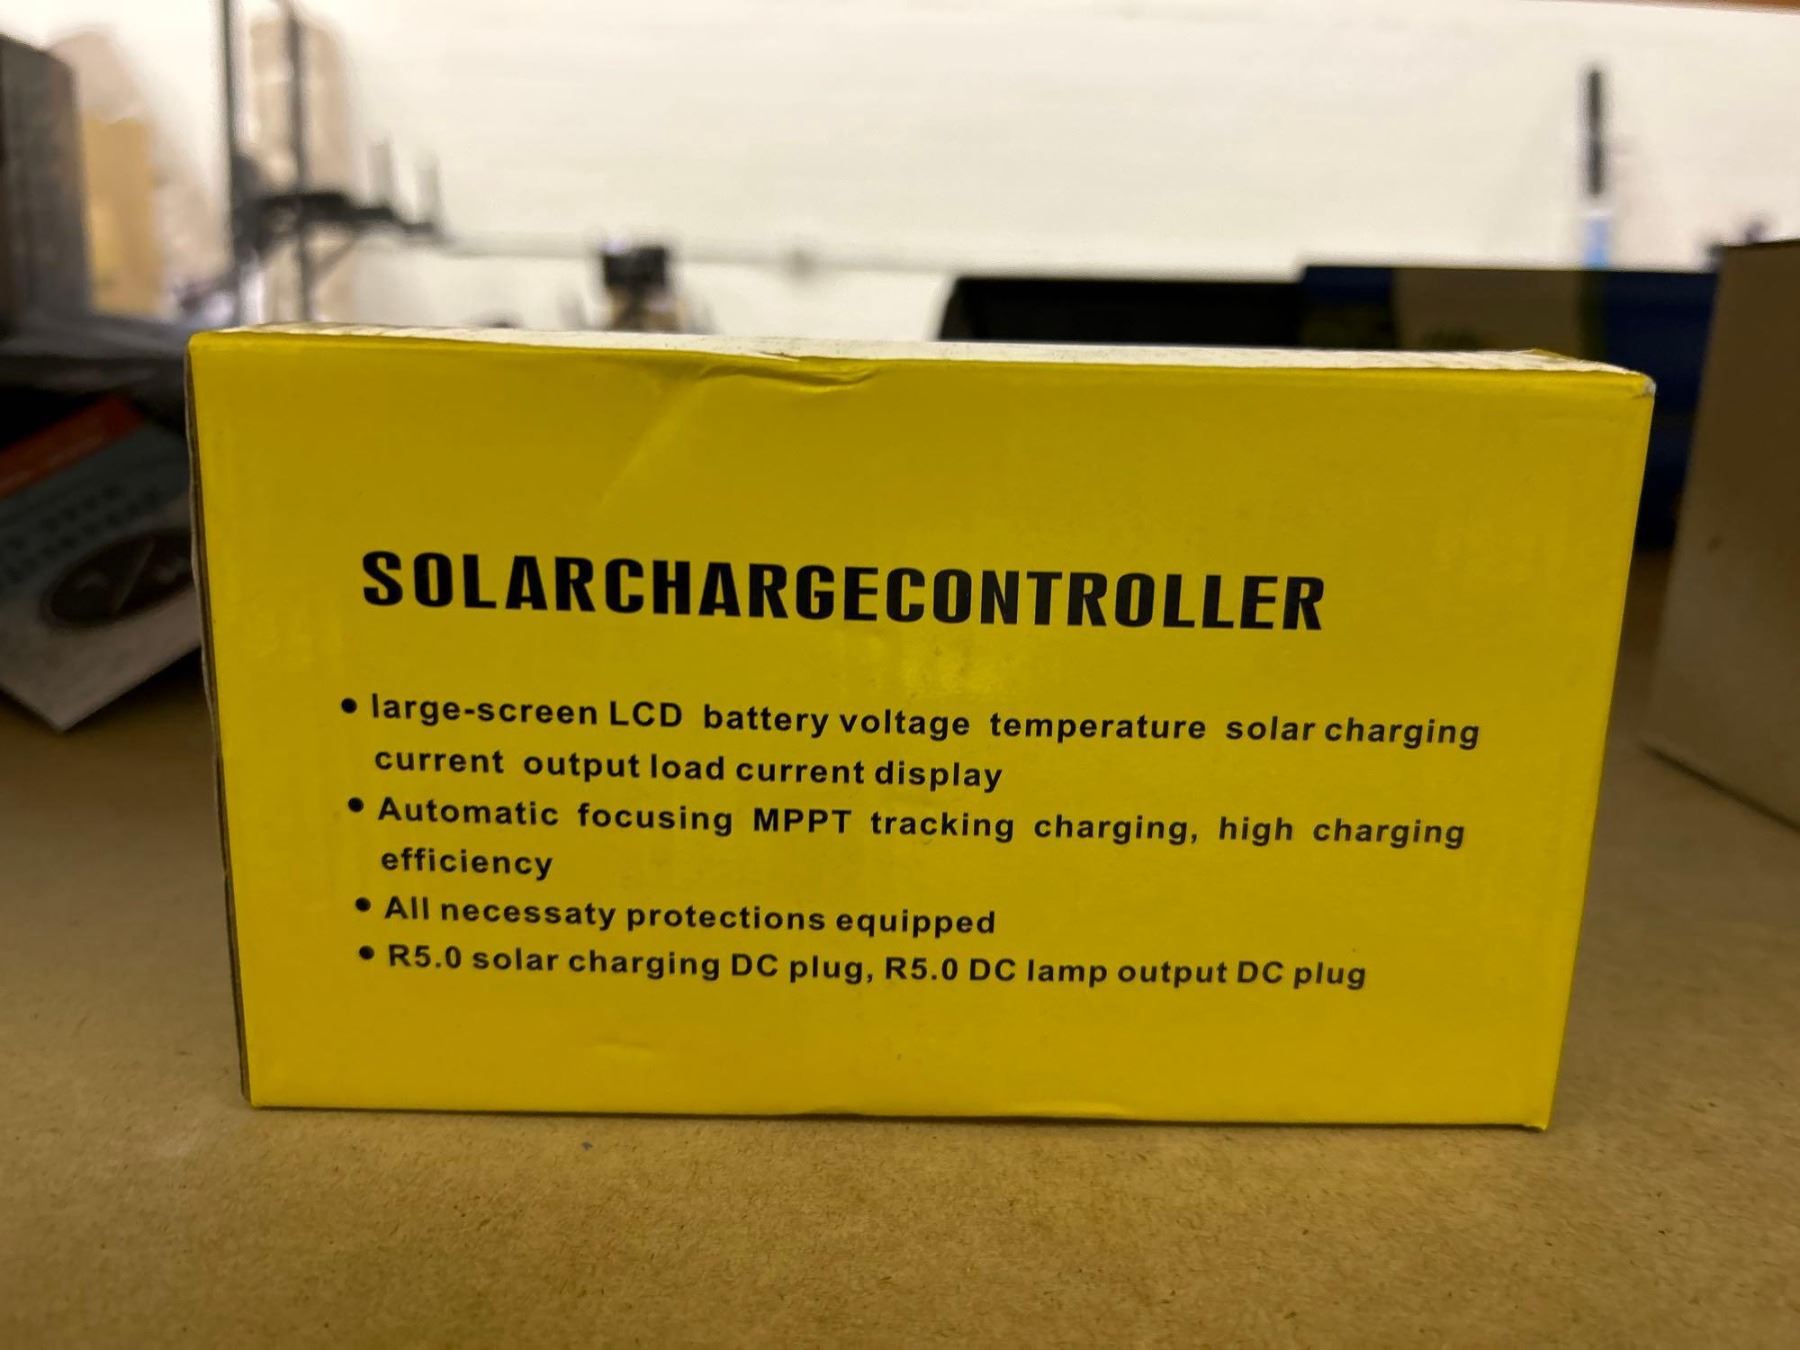 SOLARCHARGECONTROLLER
• large-screen LCD battery voltage temperature solar charging
current output load current display
• Automatic focusing MPPT tracking charging, high charging
efficiency
• All necessaty protections equipped
• R5.0 solar charging DC plug, R5.0 DC lamp output DC plug